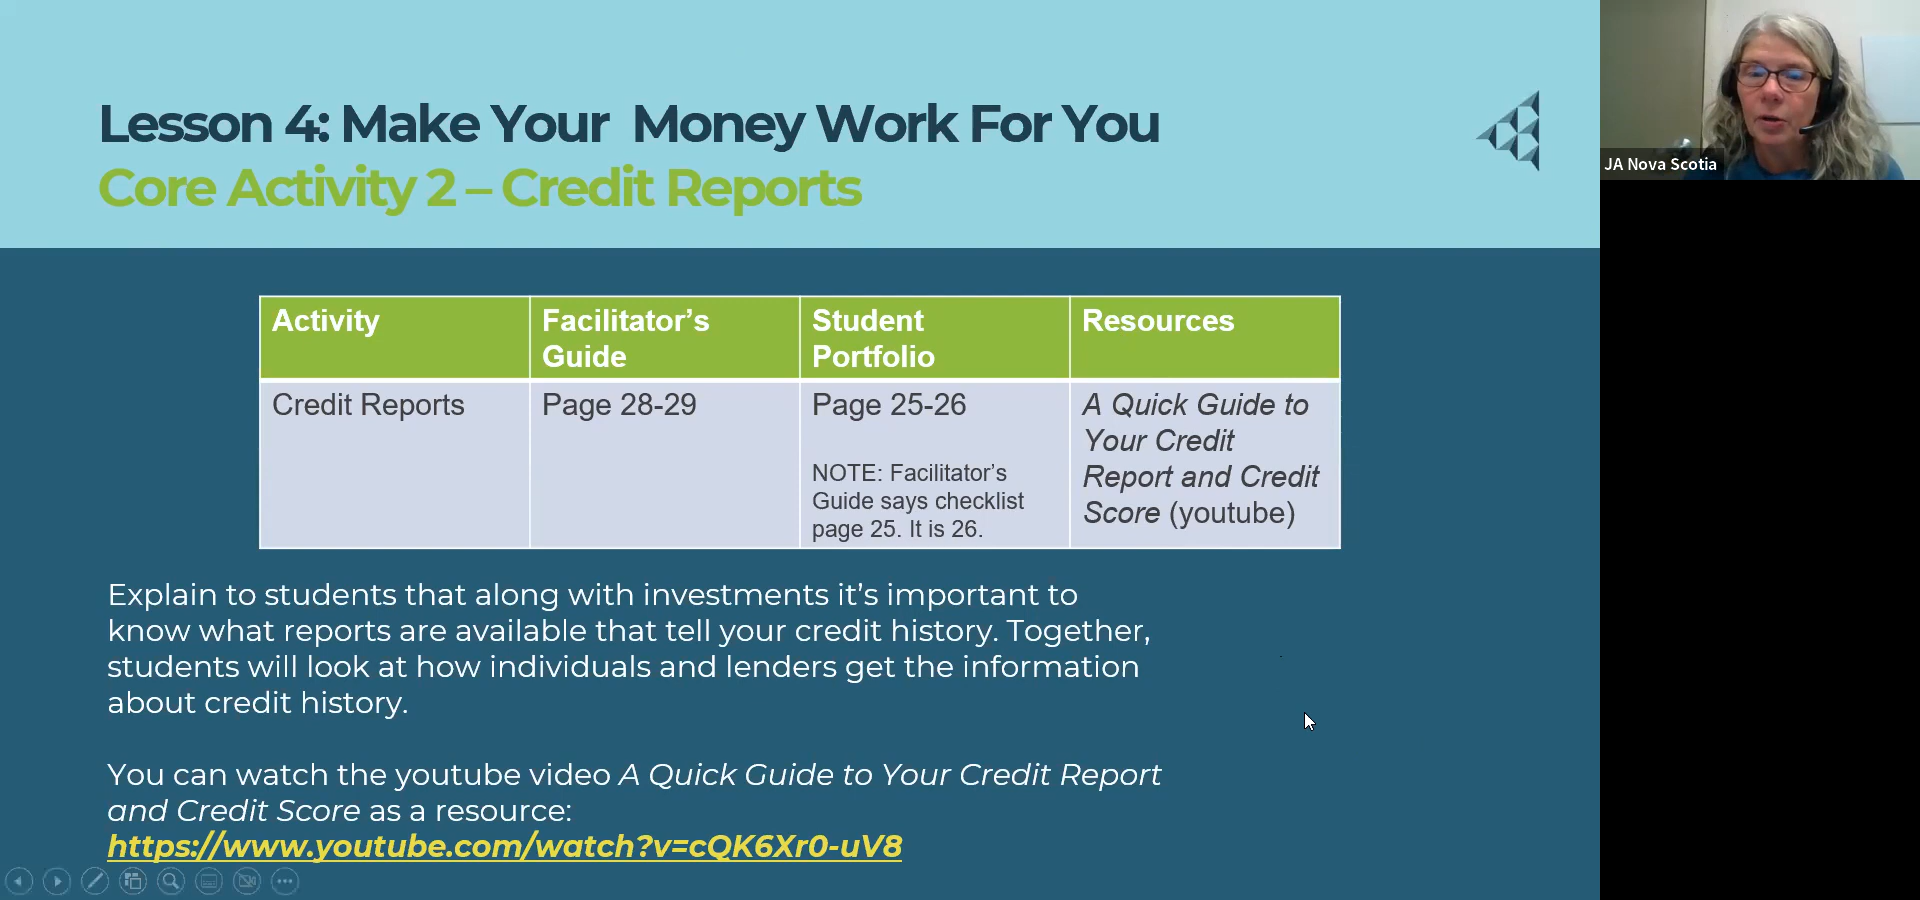 Lesson 4: Make Your Money Work For You
Core Activity 2 – Credit Reports
JA Nova Scotia
Activity
Facilitator’s
Guide
Student
Portfolio
Resources
Credit Reports
Page 28-29
Page 25-26
NOTE: Facilitator’s
Guide says checklist
page 25. It is 26.
A Quick Guide to
Your Credit
Report and Credit
Score (youtube)
Explain to students that along with investments it’s important to
know what reports are available that tell your credit history. Together,
students will look at how individuals and lenders get the information
about credit history.
You can watch the youtube video A Quick Guide to Your Credit Report
and Credit Score as a resource:
https://www.youtube.com/watch?v=cQK6Xr0-uV8